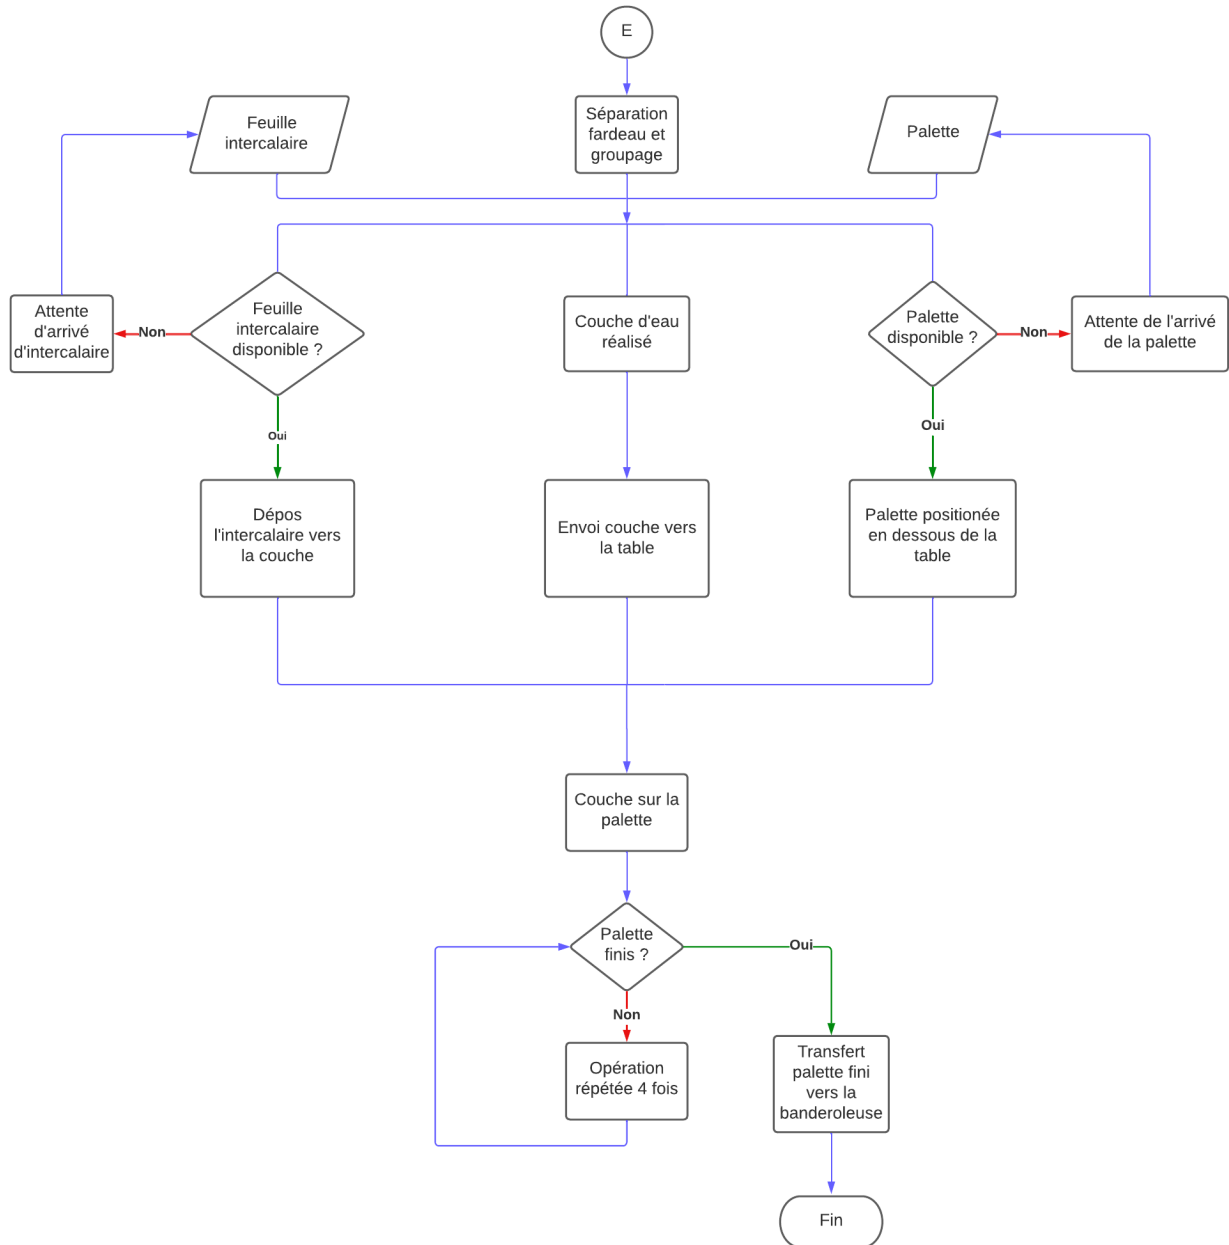 E
Feuille
intercalaire
Séparation
fardeau et
groupage
Palette
Attente
d'arrivé
d'intercalaire
Non
Feuille
intercalaire
disponible ?
Couche d'eau
réalisé
Palette
disponible ?
Non
Attente de l'arrivé
de la palette
Oui
Oui
Dépos
l'intercalaire vers
la couche
Envoi couche vers
la table
Palette positionée
en dessous de la
table
Couche sur la
palette
Palette
finis ?
Oui
Non
Opération
répétée 4 fois
Transfert
palette fini
vers la
banderoleuse
Fin